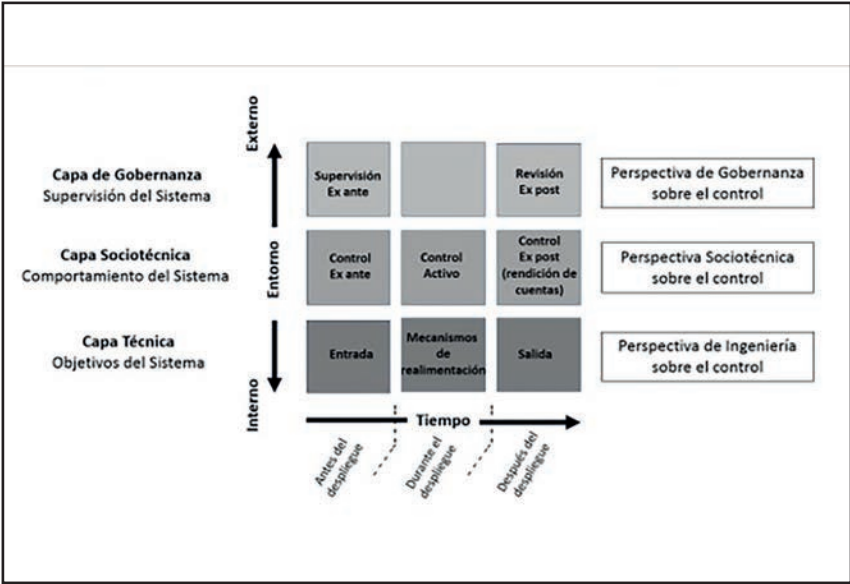 Externo
Capa de Gobernanza
Supervisión del Sistema
Supervisión
Ex ante
Revisión
Ex post
Perspectiva de Gobernanza
sobre el control
Entorno
Capa Sociotécnica
Comportamiento del Sistema
Control
Ex ante
Control
Activo
Control
Ex post
(rendición de
cuentas)
Perspectiva Sociotécnica
sobre el control
Capa Técnica
Objetivos del Sistema
Entrada
Mecanismos
de
realimentación
Salida
Perspectiva de Ingeniería
sobre el control
Interno
Tiempo
Antes del
despliegue
Durante el
despliegue
Después del
despliegue